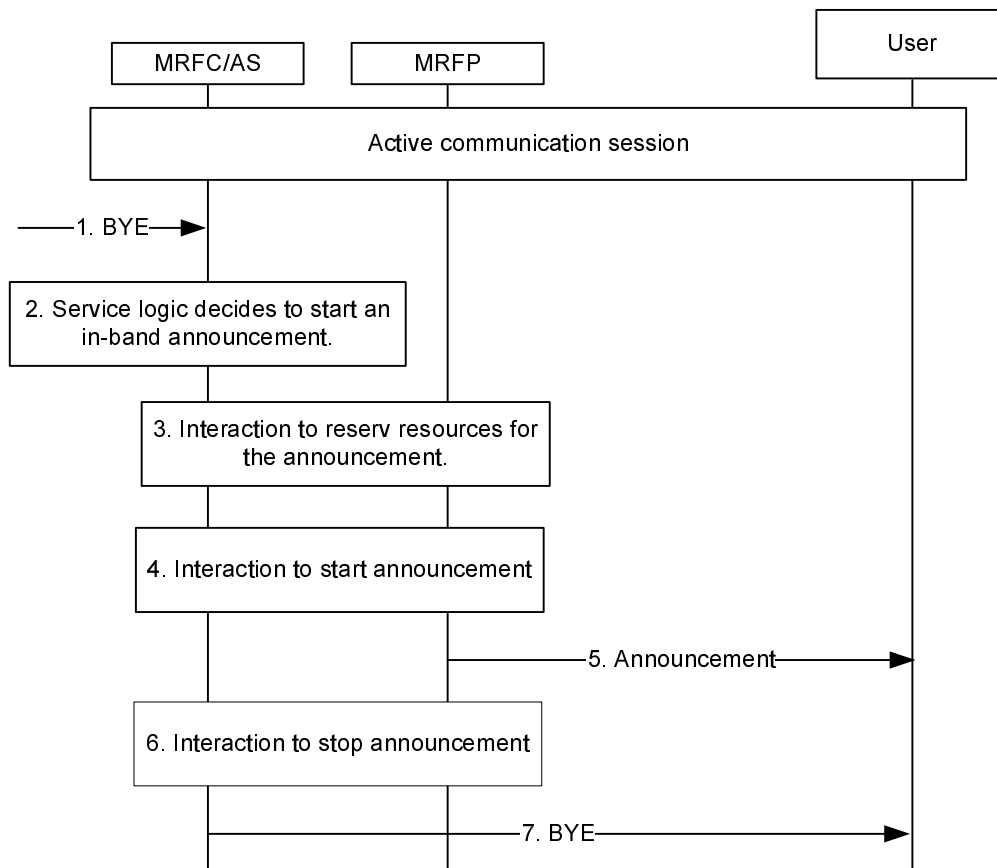 MRFC/AS
MRFP
User
Active communication session
1. BYE
2. Service logic decides to start an
in-band announcement.
3. Interaction to reserv resources for
the announcement.
4. Interaction to start announcement
5. Announcement
6. Interaction to stop announcement
7. BYE